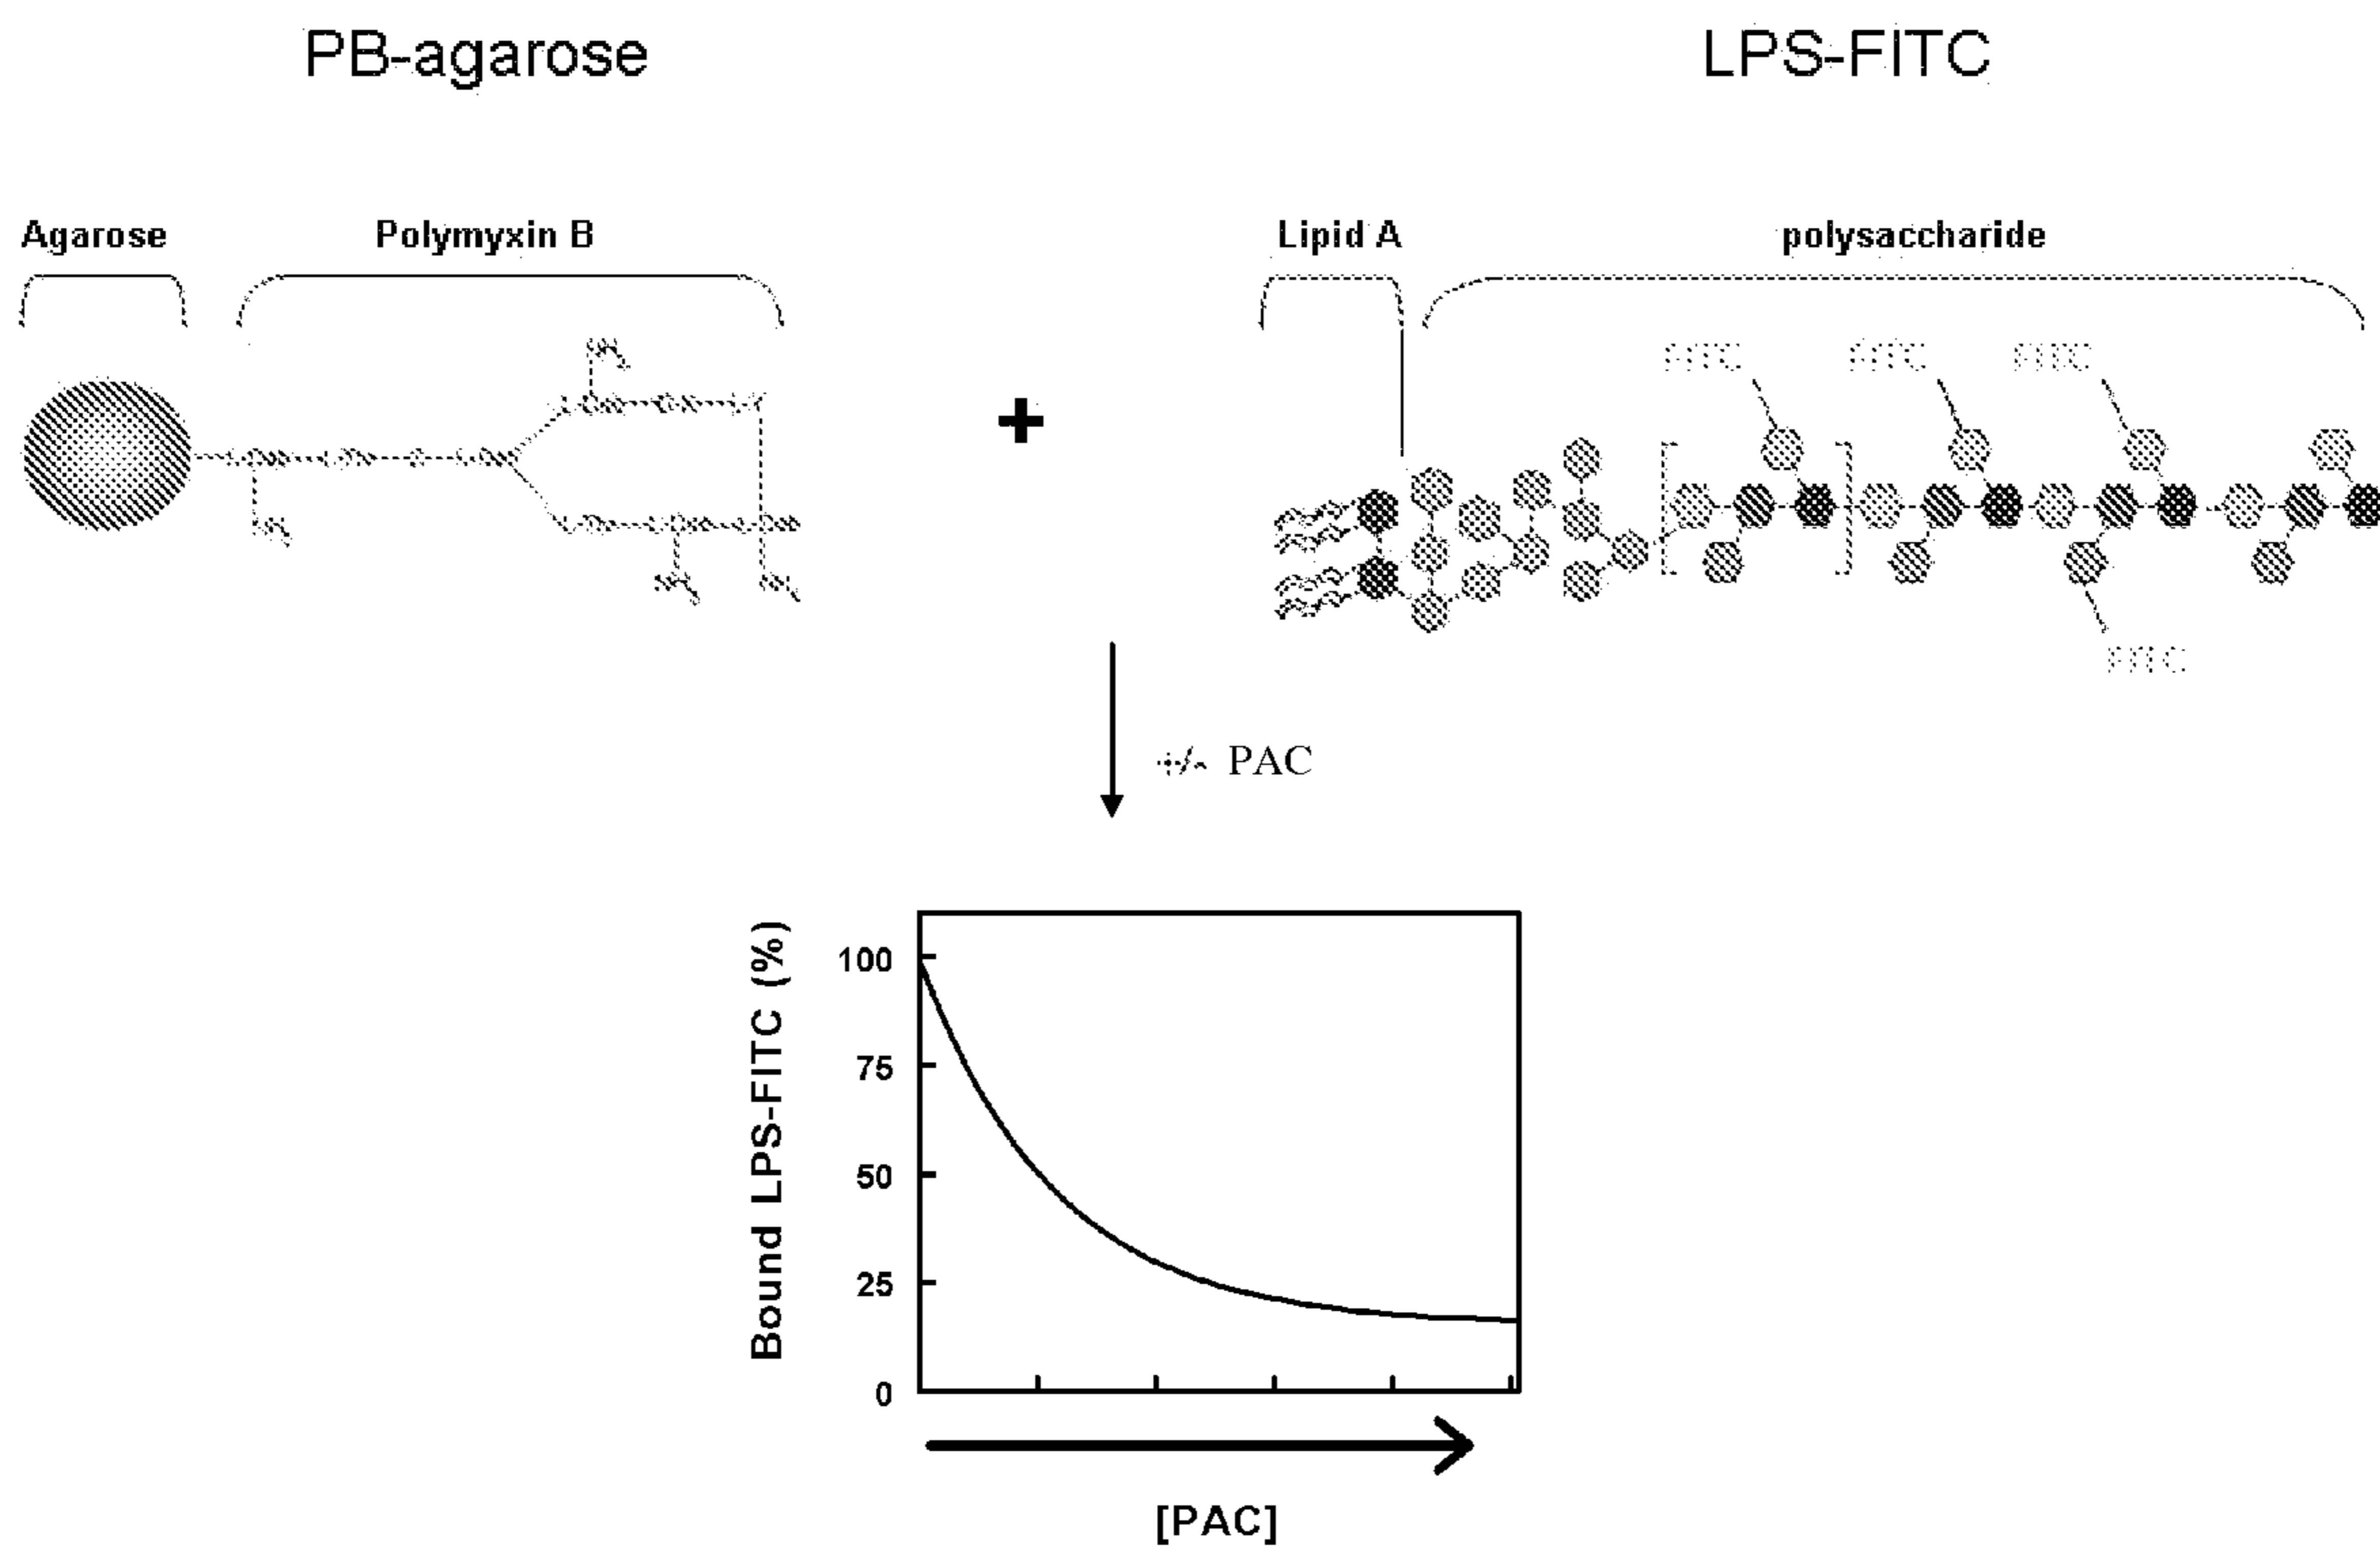 PB-agarose
LPS-FITC
Agarose
Polymyxin B
Lipid A
polysaccharide
FITC
FITC
FITC
FITC
+
+/- PAC
Bound LPS-FITC (%)
100
75
50
25
0
[PAC]